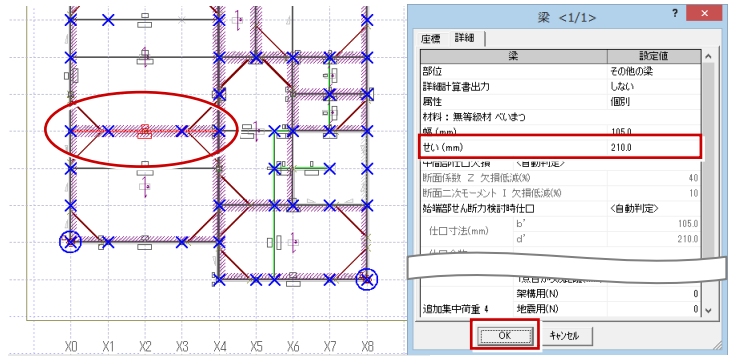 梁 <1/1>
? ×
座標 詳細
梁 設定値
部位 その他の梁
詳細計算書出力 しない
属性 個別
材料：無等級材 べいまつ
幅 (mm) 105.0
せい (mm) 210.0
中間部仕口欠損 <自動判定>
断面係数 Z 欠損低減(%) 40
断面二次モーメント I 欠損低減(%) 10
始端部せん断力検討時仕口 <自動判定>
仕口寸法(mm) b' 105.0
d' 210.0
架構用(N) 0
追加集中荷重 4 地震用(N) 0
OK キャンセル
X0 X1 X2 X3 X4 X5 X6 X7 X8